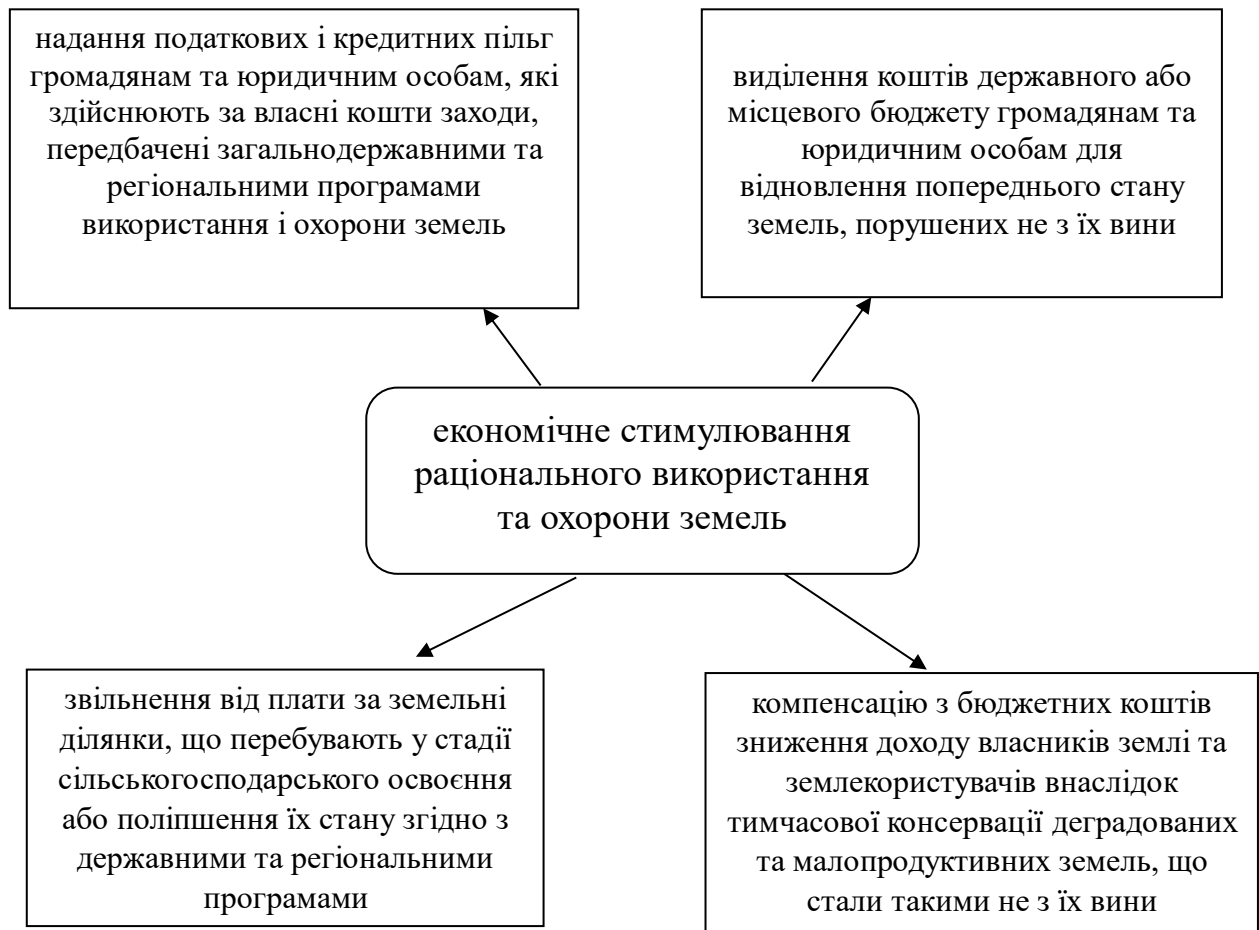 надання податкових і кредитних пільг
громадянам та юридичним особам, які
здійснюють за власні кошти заходи,
передбачені загальнодержавними та
регіональними програмами
використання і охорони земель
виділення коштів державного або
місцевого бюджету громадянам та
юридичним особам для
відновлення попереднього стану
земель, порушених не з їх вини
економічне стимулювання
раціонального використання
та охорони земель
звільнення від плати за земельні
ділянки, що перебувають у стадії
сільськогосподарського освоєння
або поліпшення їх стану згідно з
державними та регіональними
програмами
компенсацію з бюджетних коштів
зниження доходу власників землі та
землекористувачів внаслідок
тимчасової консервації деградованих
та малопродуктивних земель, що
стали такими не з їх вини